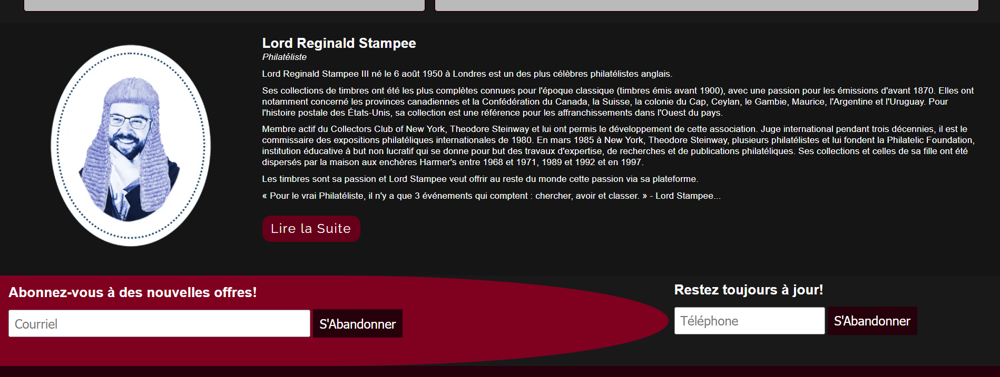 Lord Reginald Stampee
Philatéliste
Lord Reginald Stampee III né le 6 août 1950 à Londres est un des plus célèbres philatélistes anglais.
Ses collections de timbres ont été les plus complètes connues pour l'époque classique (timbres émis avant 1900), avec une passion pour les émissions d'avant 1870. Elles ont
notamment concerné les provinces canadiennes et la Confédération du Canada, la Suisse, la colonie du Cap, Ceylan, le Gambie, Maurice, l'Argentine et l'Uruguay. Pour
l'histoire postale des États-Unis, sa collection est une référence pour les affranchissements dans l'Ouest du pays.
Membre actif du Collectors Club of New York, Theodore Steinway et lui ont permis le développement de cette association. Juge international pendant trois décennies, il est le
commissaire des expositions philatéliques internationales de 1980. En mars 1985 à New York, Theodore Steinway, plusieurs philatélistes et lui fondent la Philatelic Foundation,
institution éducative à but non lucratif qui se donne pour but des travaux d'expertise, de recherches et de publications philatéliques. Ses collections et celles de sa fille ont été
dispersés par la maison aux enchères Harmer's entre 1968 et 1971, 1989 et 1992 et en 1997.
Les timbres sont sa passion et Lord Stampee veut offrir au reste du monde cette passion via sa plateforme.
« Pour le vrai Philatéliste, il n'y a que 3 événements qui comptent : chercher, avoir et classer. » - Lord Stampee...
Lire la Suite
Abonnez-vous à des nouvelles offres!
Courriel
S'Abandonner
Restez toujours à jour!
Téléphone
S'Abandonner